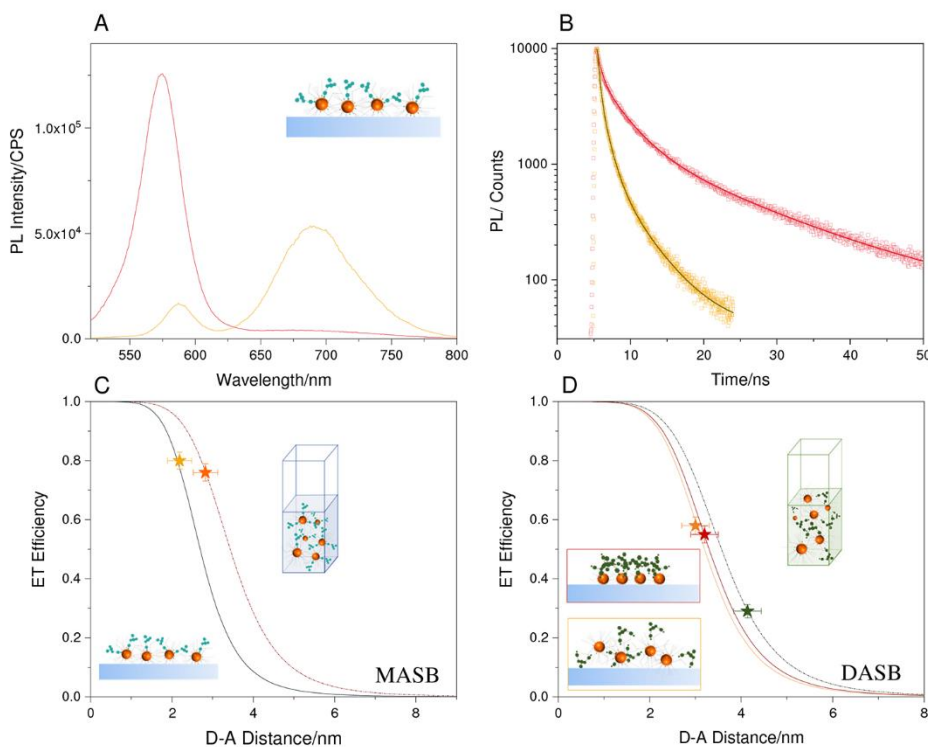 A
B
PL Intensity/CPS
1.0x10⁵
5.0x10⁴
0.0
550 600 650 700 750 800
Wavelength/nm
PL/ Counts
10000
1000
100
0 10 20 30 40 50
Time/ns
C
D
ET Efficiency
1.0
0.8
0.6
0.4
0.2
0.0
0 2 4 6 8
D-A Distance/nm
MASB
ET Efficiency
1.0
0.8
0.6
0.4
0.2
0.0
0 2 4 6 8
D-A Distance/nm
DASB